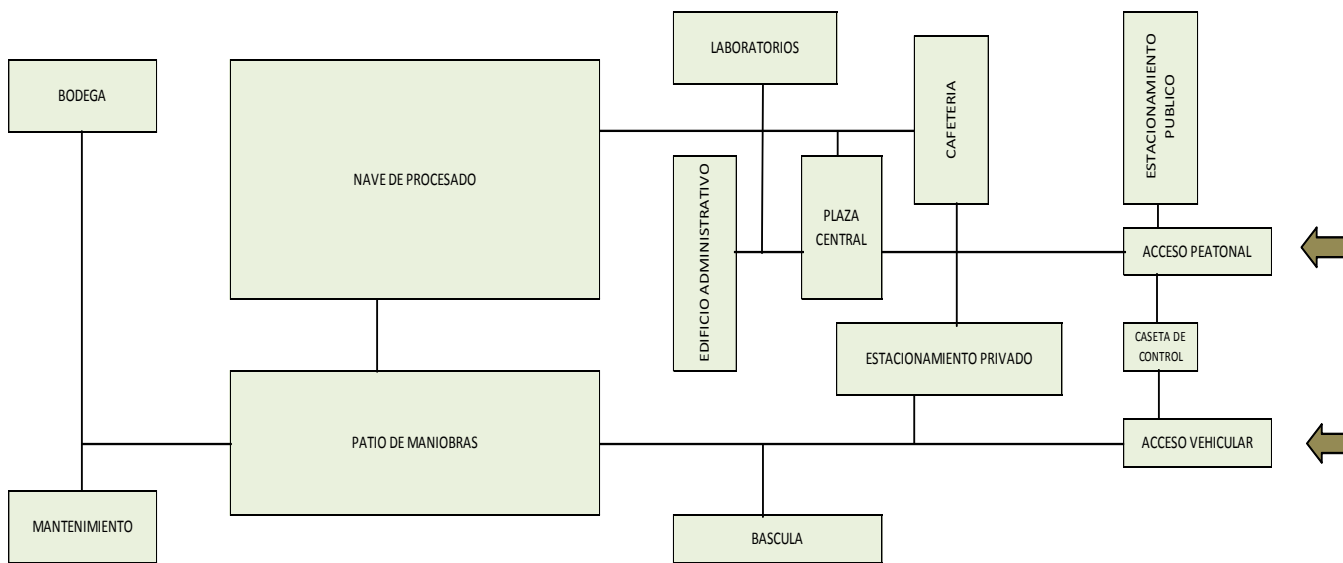 LABORATORIOS
ESTACIONAMIENTO
PUBLICO
BODEGA
CAFETERIA
NAVE DE PROCESADO
EDIFICIO ADMINISTRATIVO
PLAZA
CENTRAL
ACCESO PEATONAL
CASETA DE
CONTROL
ESTACIONAMIENTO PRIVADO
PATIO DE MANIOBRAS
ACCESO VEHICULAR
MANTENIMIENTO
BASCULA